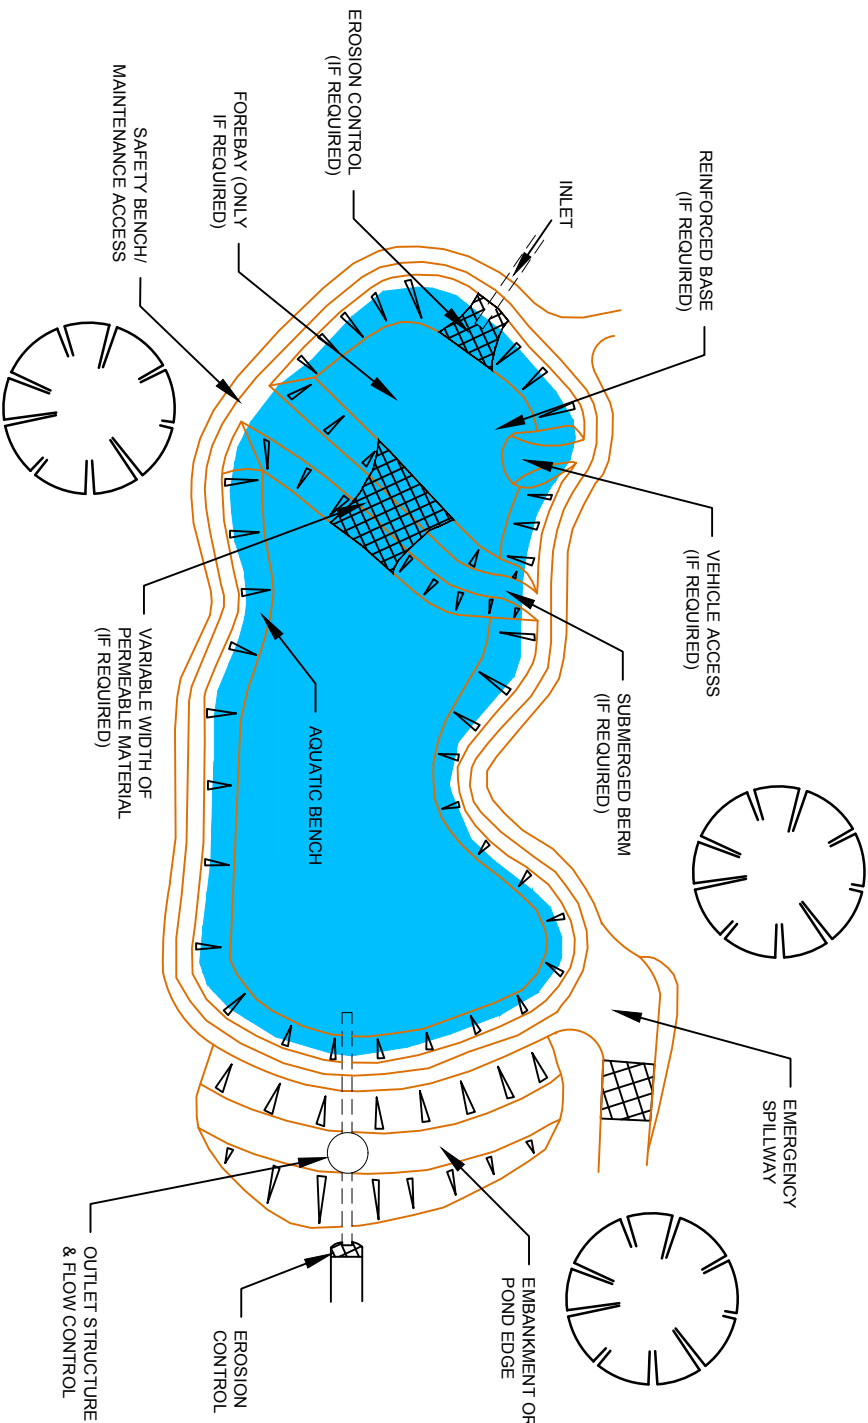 REINFORCED BASE
(IF REQUIRED)
VEHICLE ACCESS
(IF REQUIRED)
SUBMERGED BERM
(IF REQUIRED)
EMERGENCY
SPILLWAY
INLET
EROSION CONTROL
(IF REQUIRED)
FOREBAY (ONLY
IF REQUIRED)
SAFETY BENCH/
MAINTENANCE ACCESS
VARIABLE WIDTH OF
PERMEABLE MATERIAL
(IF REQUIRED)
AQUATIC BENCH
EMBANKMENT OR
POND EDGE
EROSION
CONTROL
OUTLET STRUCTURE
& FLOW CONTROL